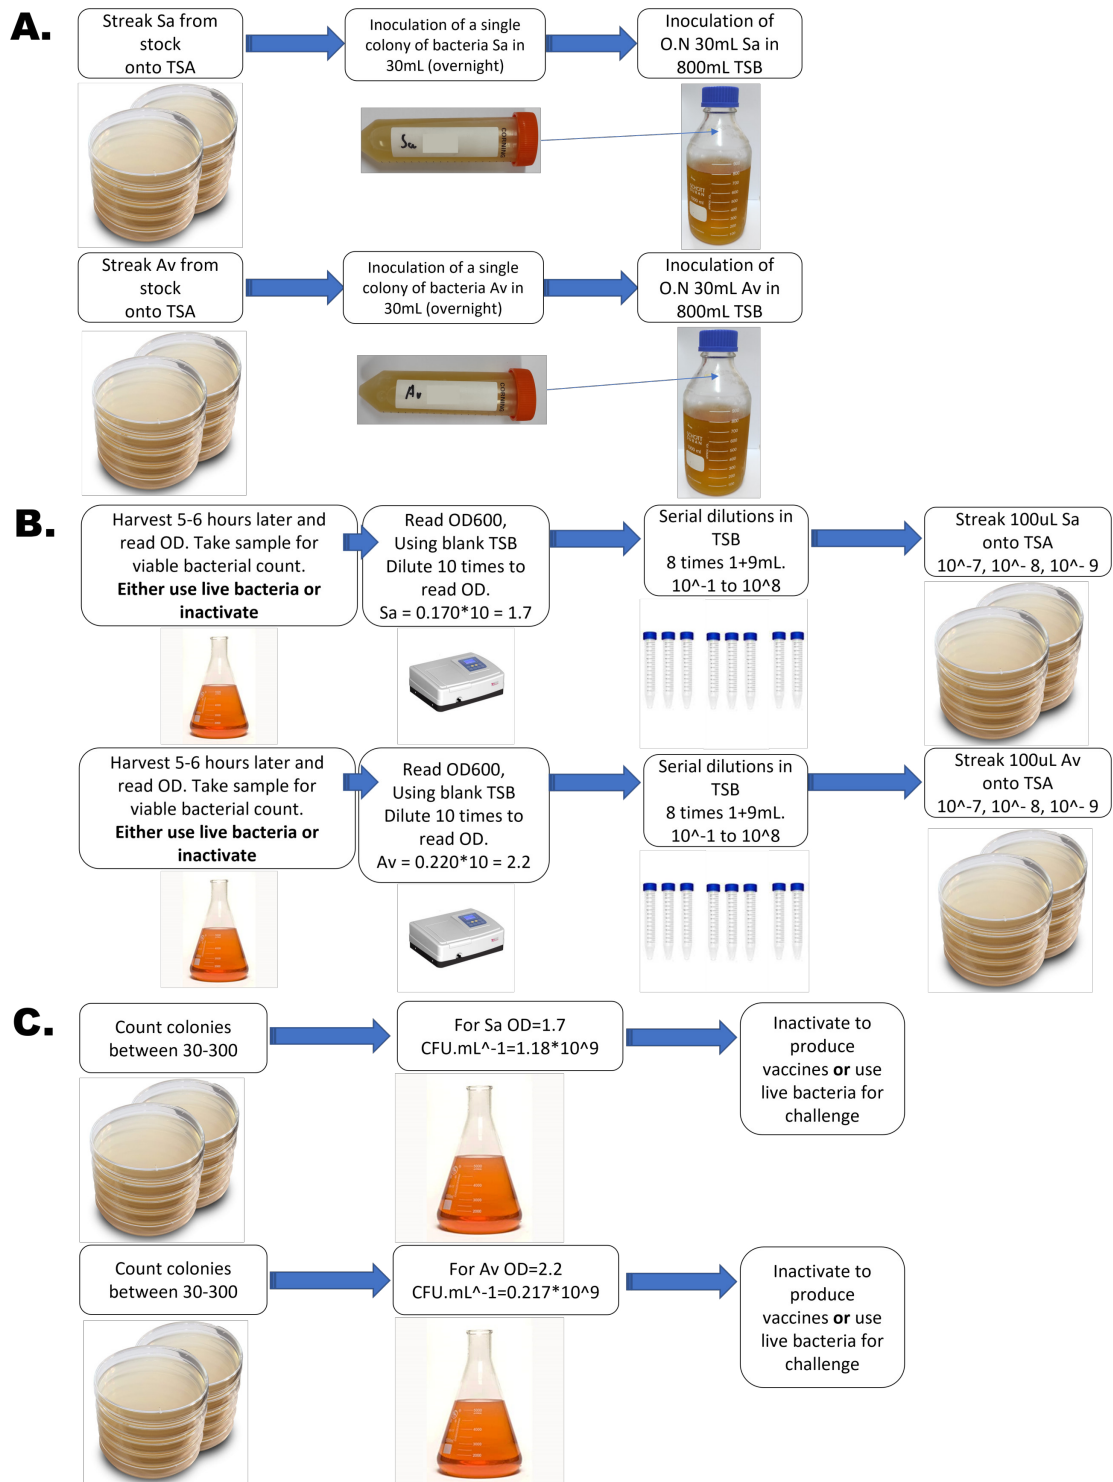 A.
Streak Sa from
stock
onto TSA
Inoculation of a single
colony of bacteria Sa in
30mL (overnight)
Inoculation of
O.N 30mL Sa in
800mL TSB
Sa
CORNING
Streak Av from
stock
onto TSA
Inoculation of a single
colony of bacteria Av in
30mL (overnight)
Inoculation of
O.N 30mL Av in
800mL TSB
Av
CORNING
B.
Harvest 5-6 hours later and
read OD. Take sample for
viable bacterial count.
Either use live bacteria or
inactivate
Read OD600,
Using blank TSB
Dilute 10 times to
read OD.
Sa = 0.170*10 = 1.7
Serial dilutions in
TSB
8 times 1+9mL.
10^-1 to 10^8
Streak 100uL Sa
onto TSA
10^-7, 10^- 8, 10^- 9
Harvest 5-6 hours later and
read OD. Take sample for
viable bacterial count.
Either use live bacteria or
inactivate
Read OD600,
Using blank TSB
Dilute 10 times to
read OD.
Av = 0.220*10 = 2.2
Serial dilutions in
TSB
8 times 1+9mL.
10^-1 to 10^8
Streak 100uL Av
onto TSA
10^-7, 10^- 8, 10^- 9
C.
Count colonies
between 30-300
For Sa OD=1.7
CFU.mL^-1=1.18*10^9
Inactivate to
produce
vaccines or use
live bacteria for
challenge
Count colonies
between 30-300
For Av OD=2.2
CFU.mL^-1=0.217*10^9
Inactivate to
produce
vaccines or use
live bacteria for
challenge